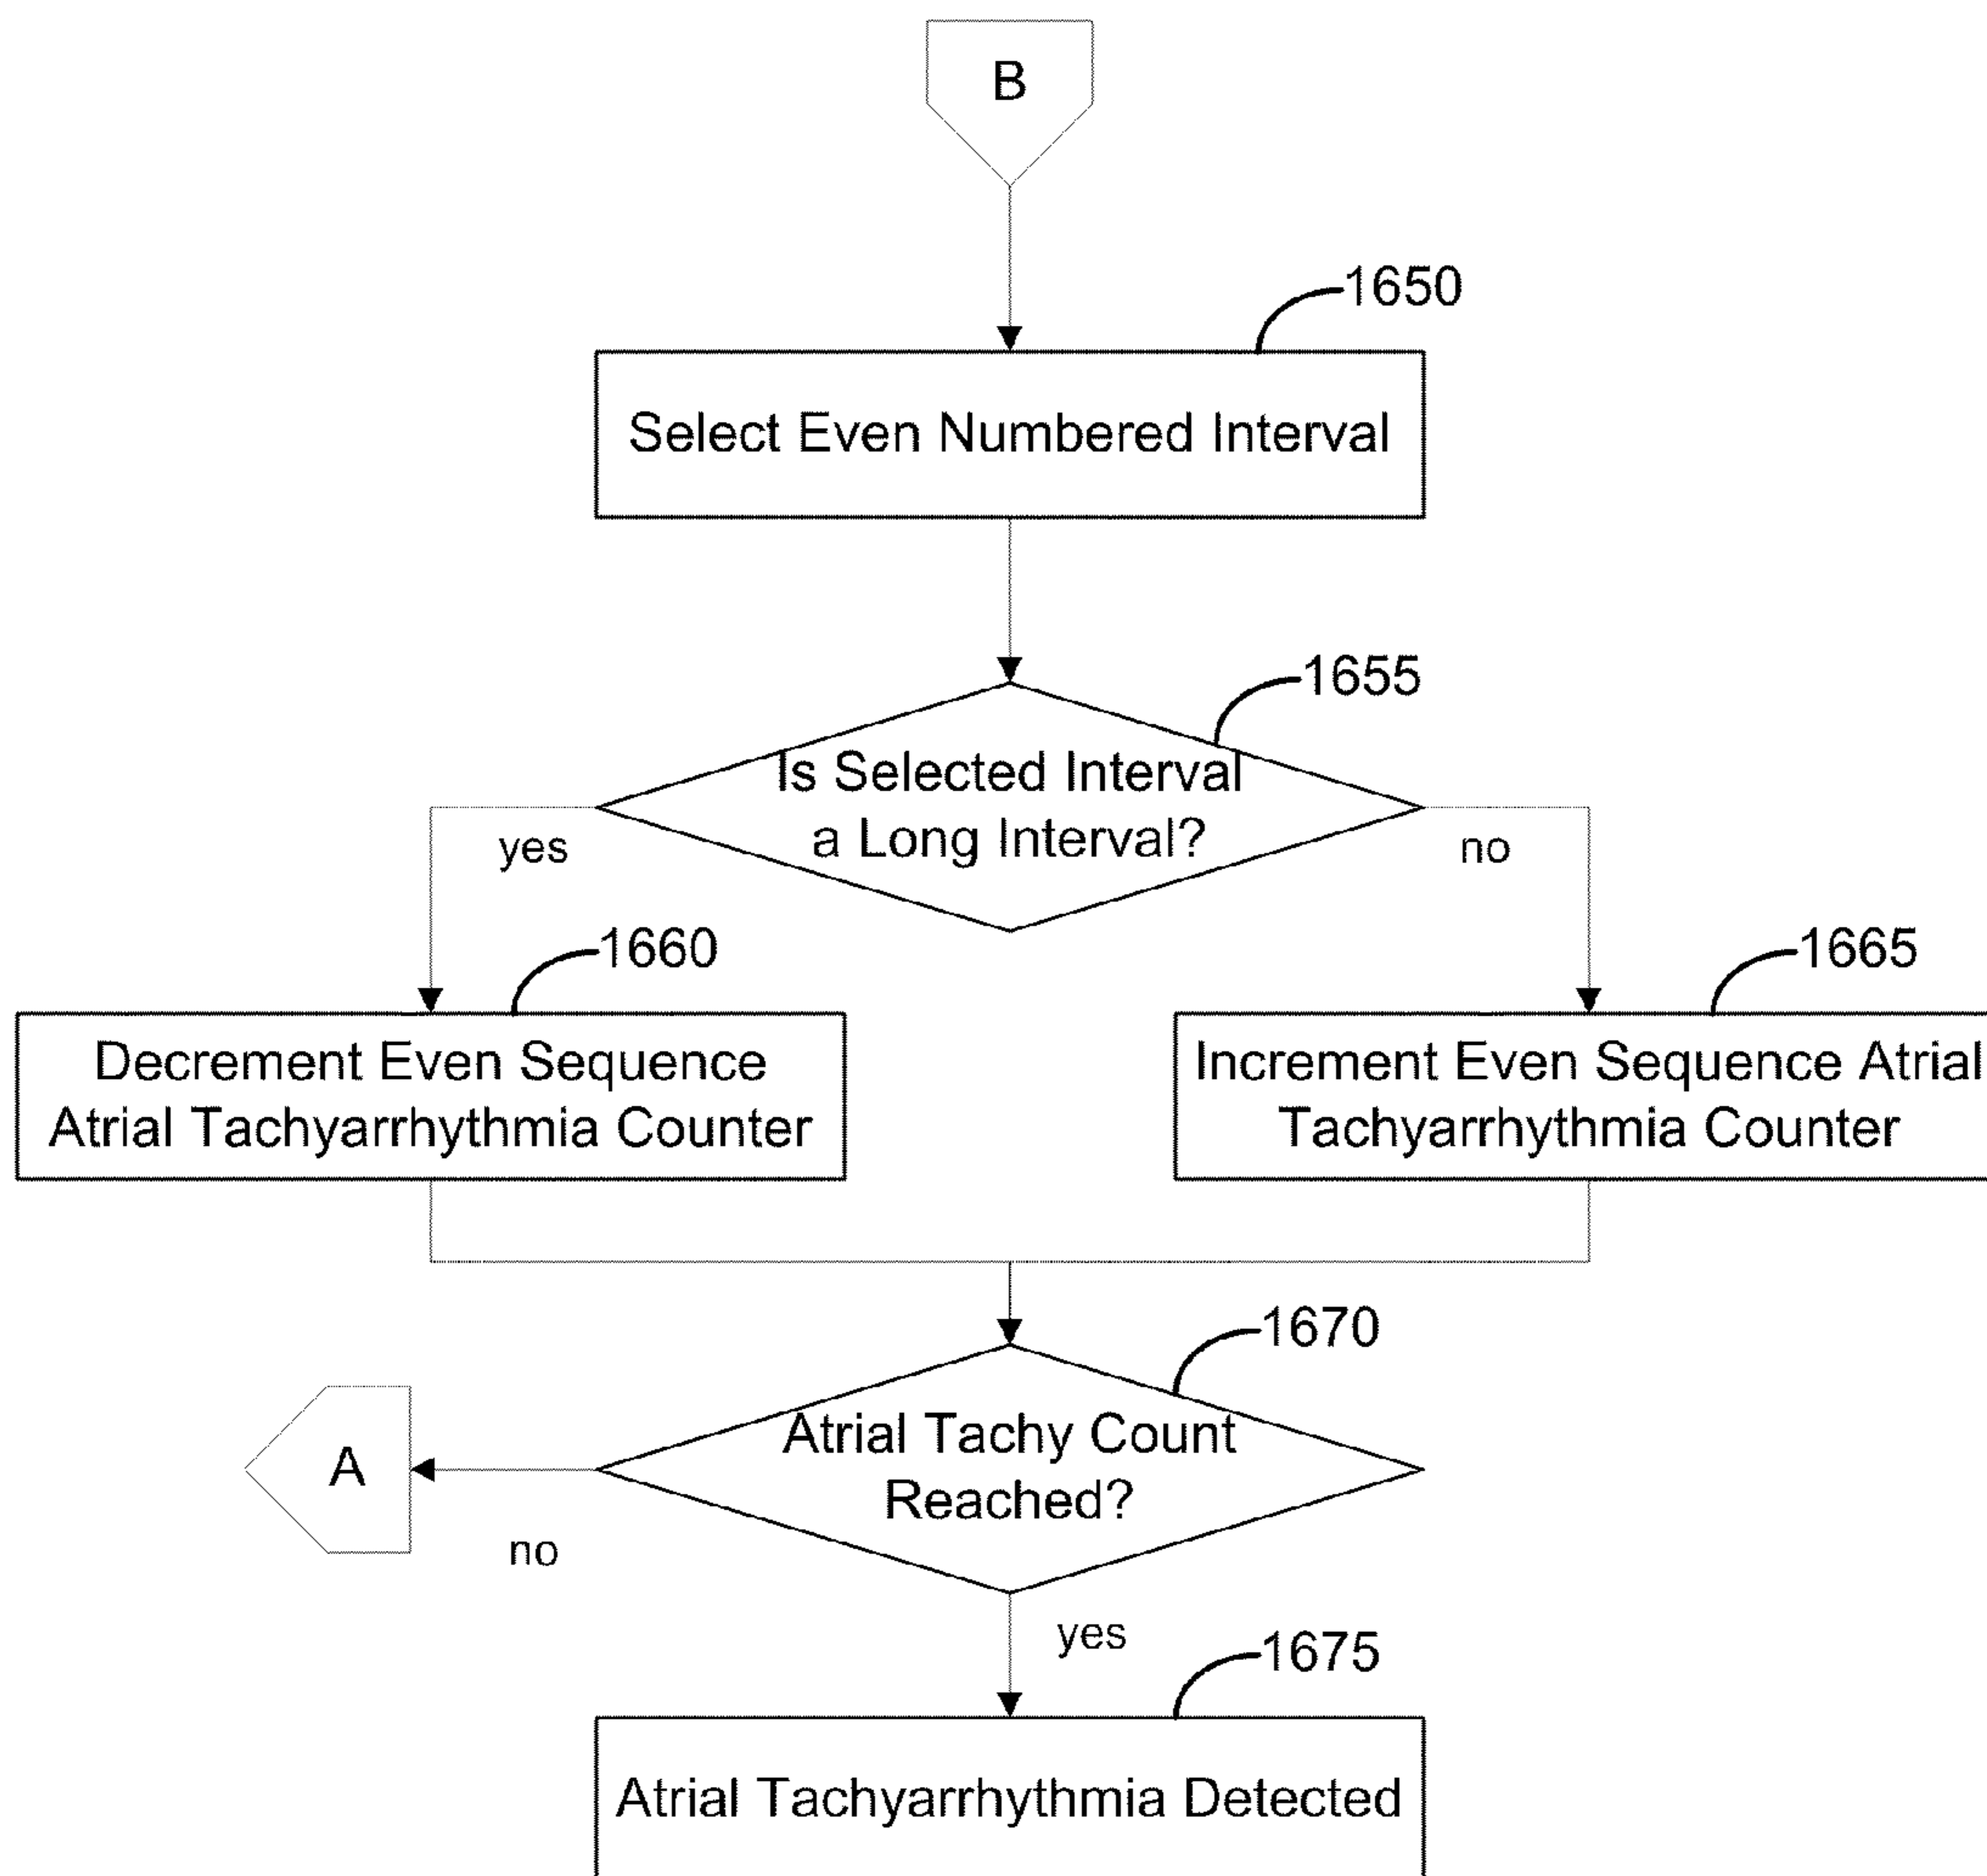 B
1650
Select Even Numbered Interval
1655
Is Selected Interval
a Long Interval?
yes
no
1660
1665
Decrement Even Sequence
Atrial Tachyarrhythmia Counter
Increment Even Sequence Atrial
Tachyarrhythmia Counter
1670
Atrial Tachy Count
Reached?
A
no
yes
1675
Atrial Tachyarrhythmia Detected